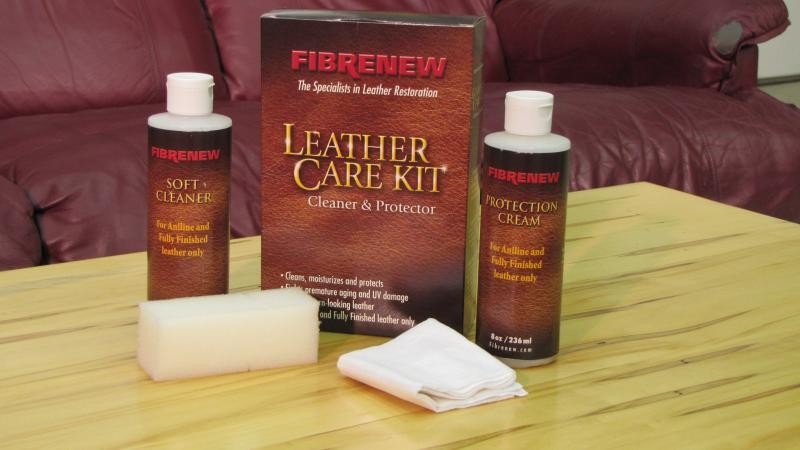 FIBRENEW
The Specialists in Leather Restoration
LEATHER
CARE KIT
Cleaner & Protector
• Cleans, moisturizes and protects
premature aging and UV damage
-looking leather
and Fully Finished leather only
FIBRENEW
SOFT
CLEANER
For Aniline and
Fully Finished
leather only
FIBRENEW
PROTECTION
CREAM
For Aniline and
Fully Finished
leather only
8oz / 236ml
Fibrenew.com